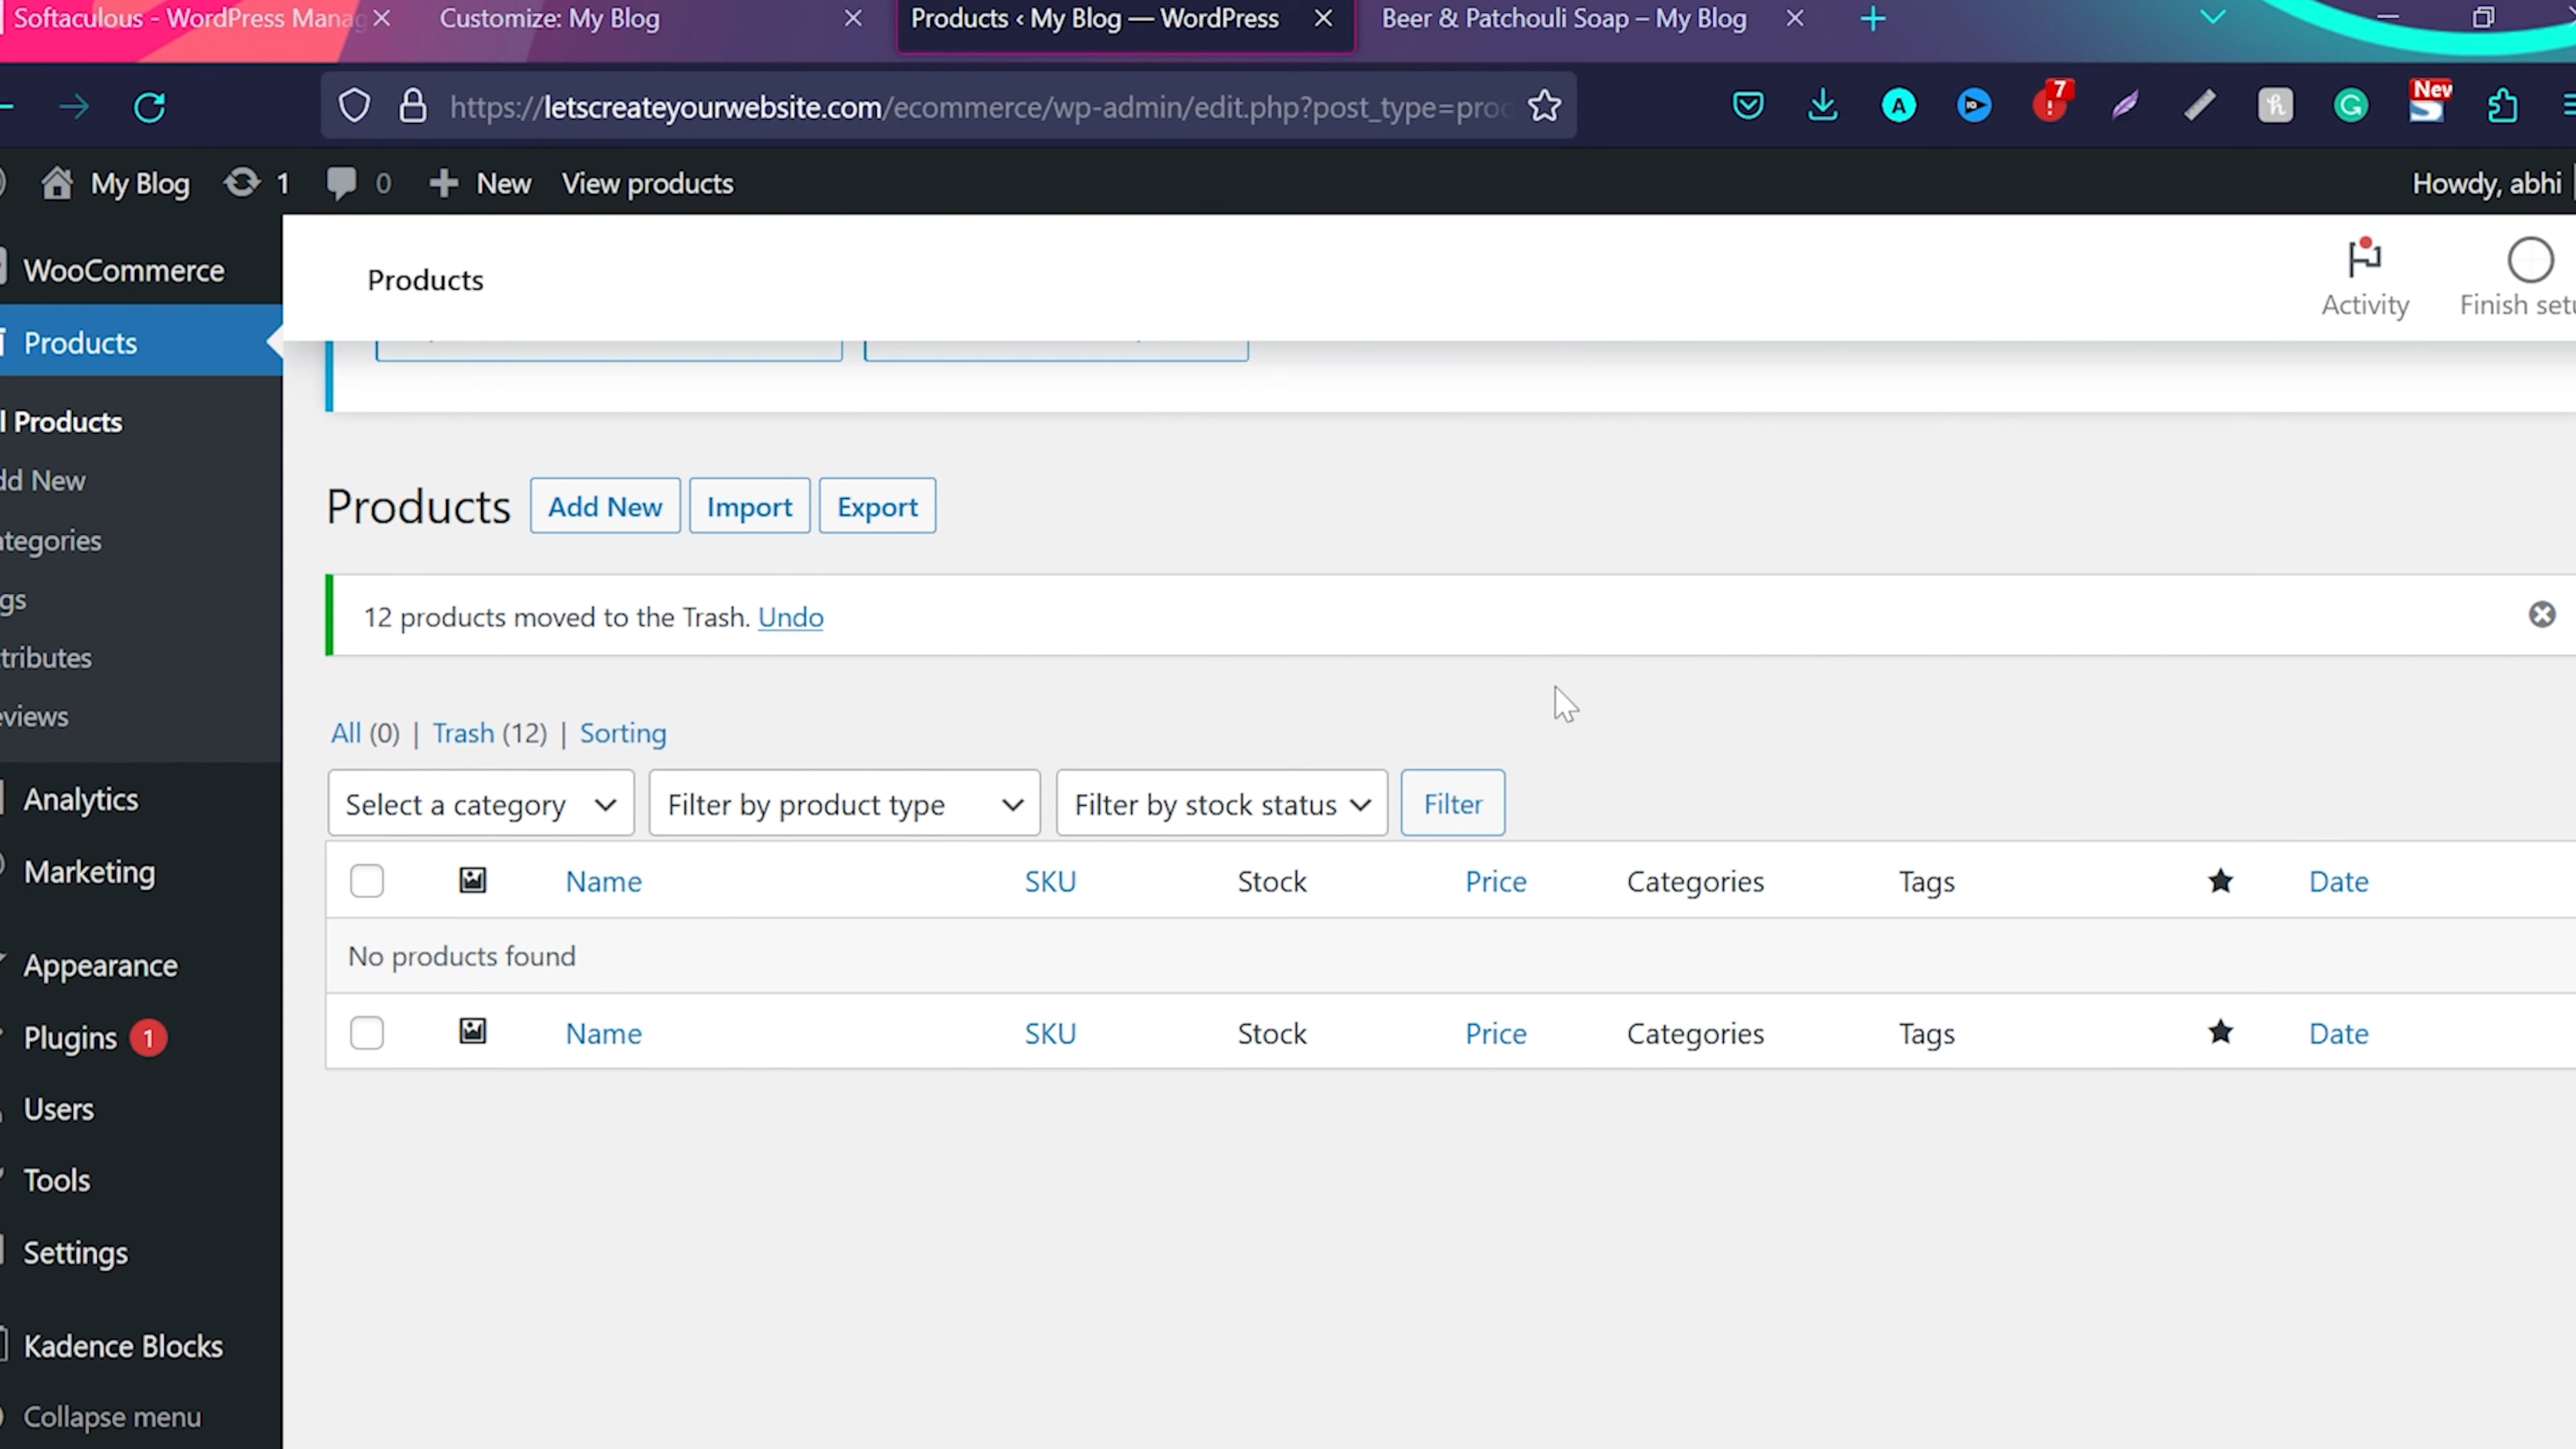 Softaculous - WordPress Manag
Customize: My Blog
Products ‹ My Blog — WordPress
Beer & Patchouli Soap – My Blog
https://letscreateyourwebsite.com/ecommerce/wp-admin/edit.php?post_type=prod
A
7
New
My Blog
1
0
New
View products
Howdy, abhi
WooCommerce
Products
l Products
dd New
ategories
gs
tributes
eviews
Analytics
Marketing
Appearance
Plugins 1
Users
Tools
Settings
Kadence Blocks
Collapse menu
Products
Activity
Finish setu
Products
Add New
Import
Export
12 products moved to the Trash. Undo
All (0) | Trash (12) | Sorting
Select a category
Filter by product type
Filter by stock status
Filter
Name SKU Stock Price Categories Tags Date
No products found
Name SKU Stock Price Categories Tags Date